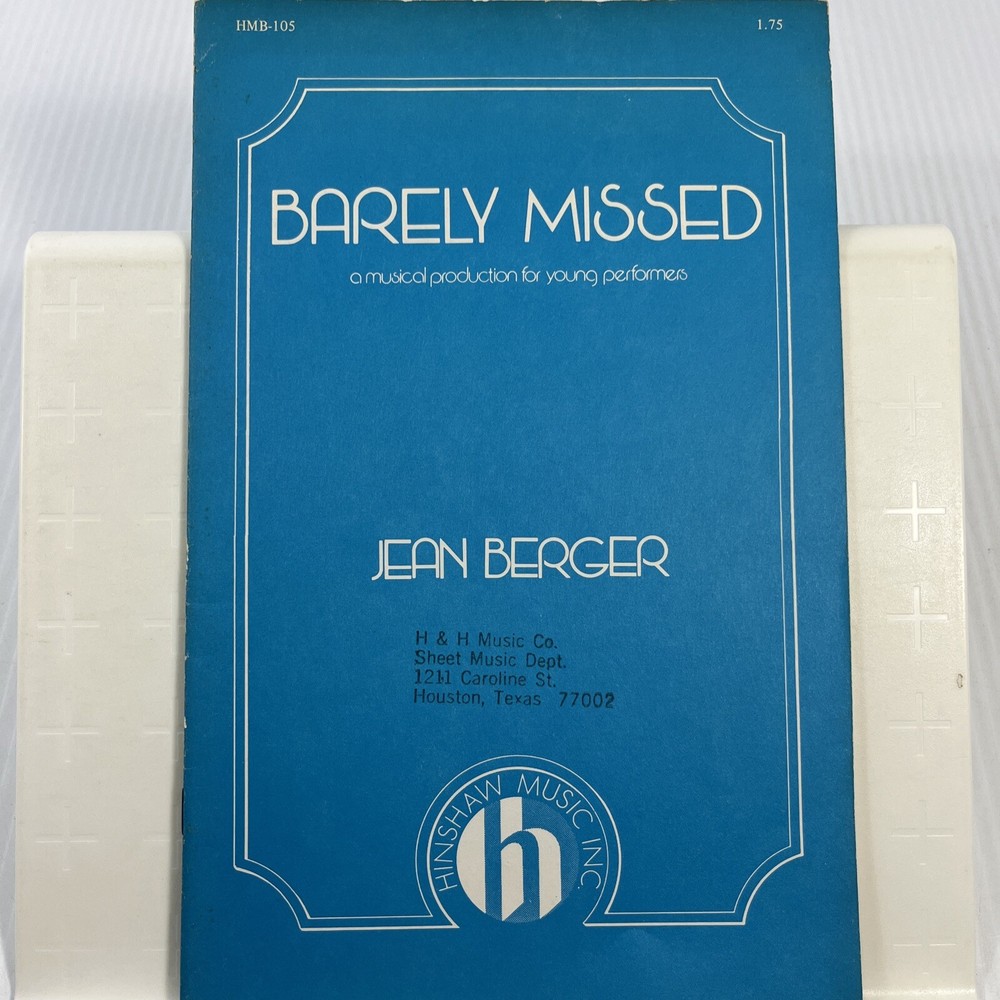 HMB-105
1.75
BARELY MISSED
a musical production for young performers
JEAN BERGER
H & H Music Co.
Sheet Music Dept.
1211 Caroline St.
Houston, Texas 77002
HINSHAW MUSIC INC
h